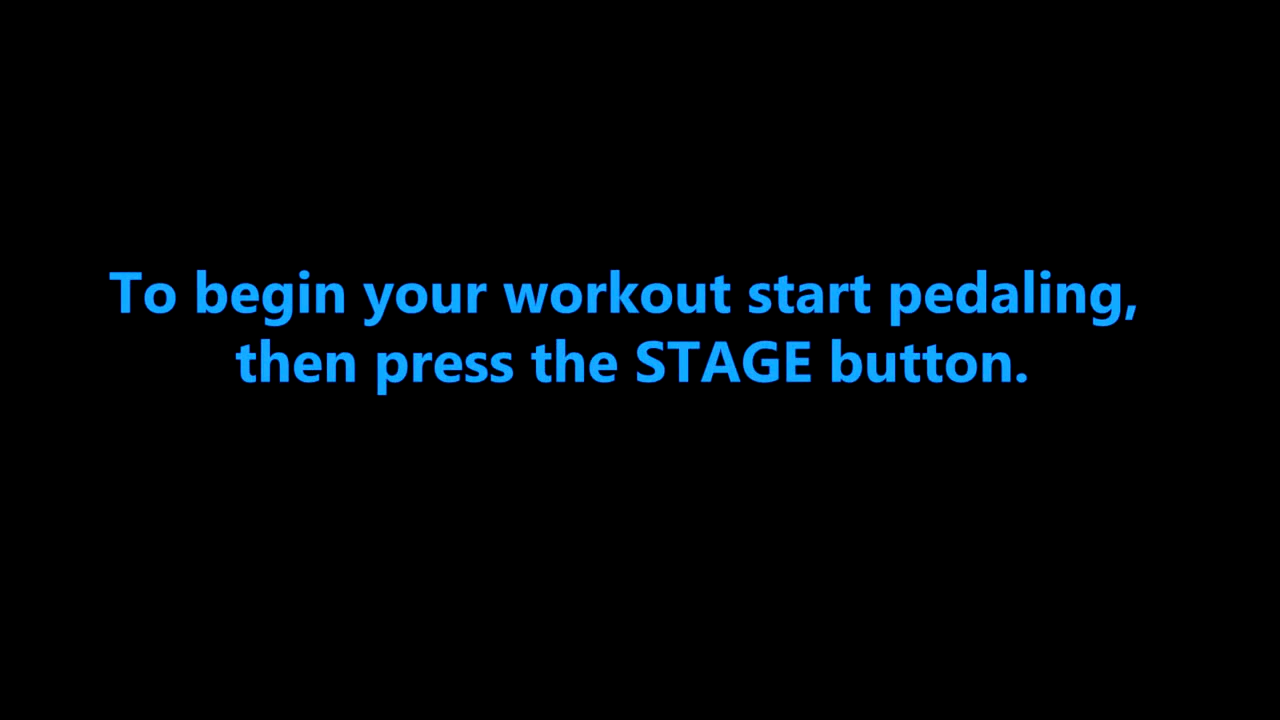 To begin your workout start pedaling,
then press the STAGE button.